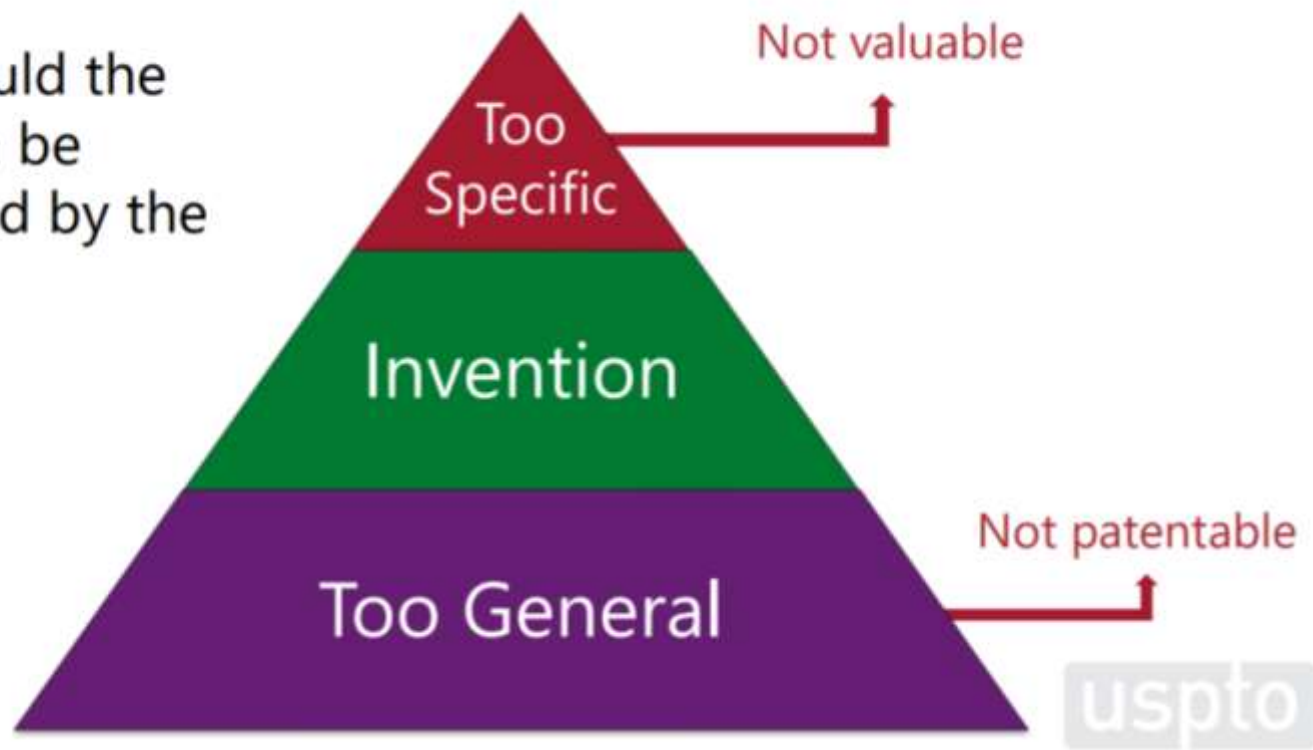 uld the
be
d by the
Not valuable
Too
Specific
Invention
Not patentable
Too General
uspto